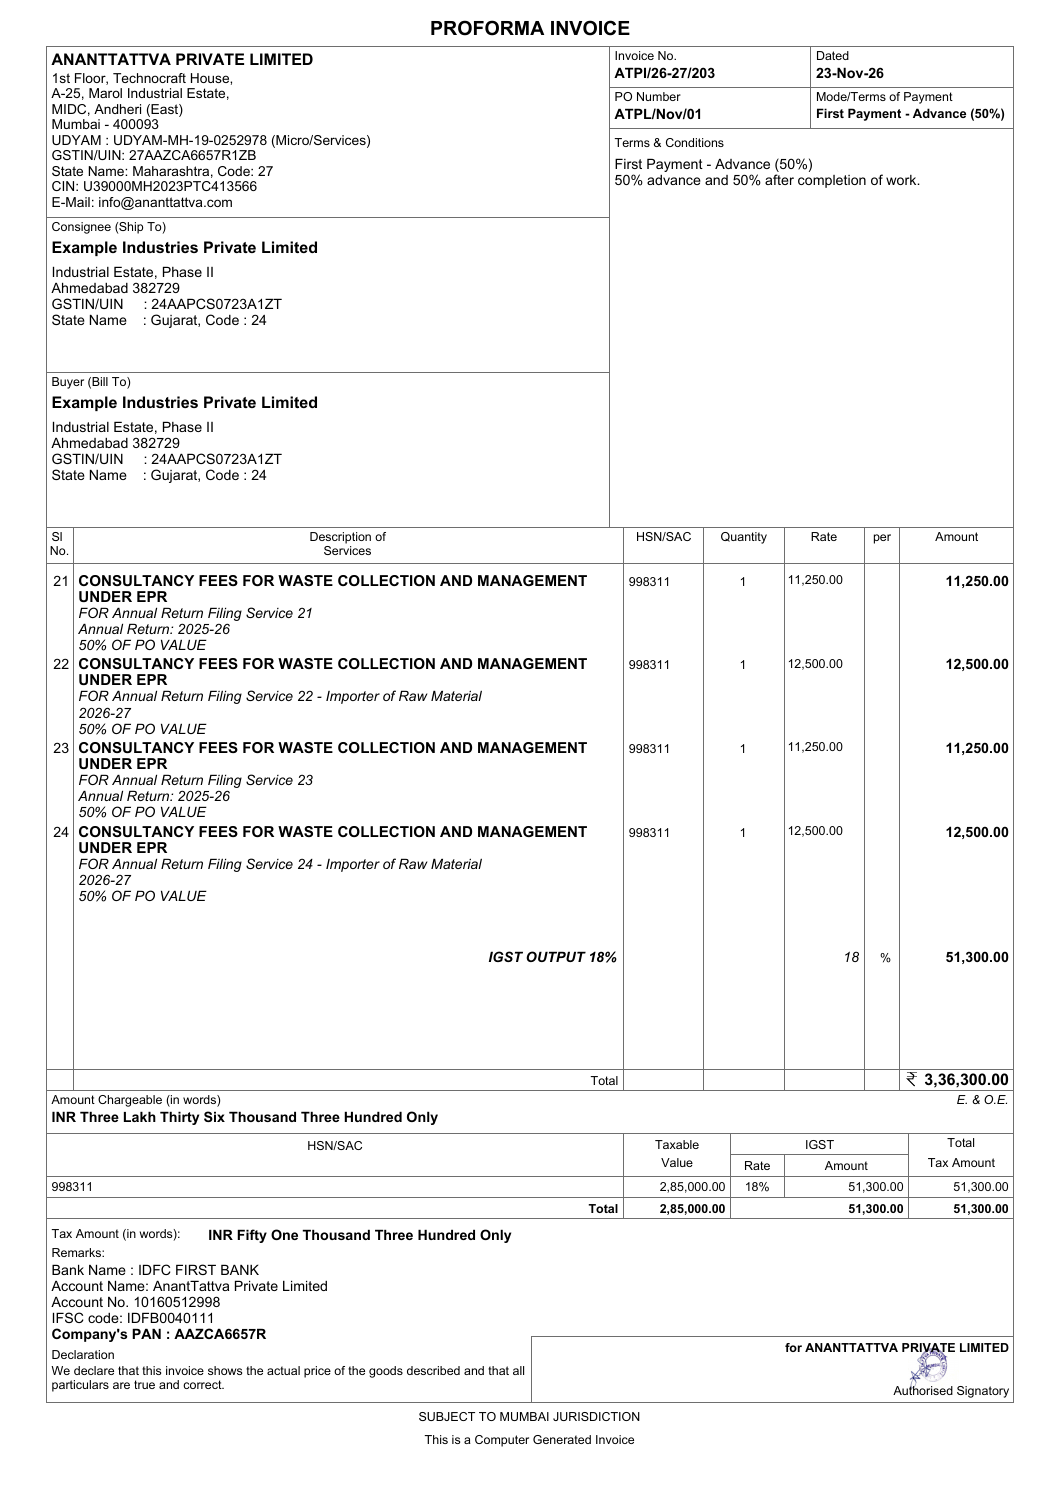 PROFORMA INVOICE
ANANTTATTVA PRIVATE LIMITED
1st Floor, Technocraft House,
A-25, Marol Industrial Estate,
MIDC, Andheri (East)
Mumbai - 400093
UDYAM : UDYAM-MH-19-0252978 (Micro/Services)
GSTIN/UIN: 27AAZCA6657R1ZB
State Name: Maharashtra, Code: 27
CIN: U39000MH2023PTC413566
E-Mail: info@ananttattva.com
Invoice No.
ATPI/26-27/203
Dated
23-Nov-26
PO Number
ATPL/Nov/01
Mode/Terms of Payment
First Payment - Advance (50%)
Terms & Conditions
First Payment - Advance (50%)
50% advance and 50% after completion of work.
Consignee (Ship To)
Example Industries Private Limited
Industrial Estate, Phase II
Ahmedabad 382729
GSTIN/UIN : 24AAPCS0723A1ZT
State Name : Gujarat, Code : 24
Buyer (Bill To)
Example Industries Private Limited
Industrial Estate, Phase II
Ahmedabad 382729
GSTIN/UIN : 24AAPCS0723A1ZT
State Name : Gujarat, Code : 24
Sl No. Description of Services HSN/SAC Quantity Rate per Amount
21 CONSULTANCY FEES FOR WASTE COLLECTION AND MANAGEMENT 998311 1 11,250.00 11,250.00
UNDER EPR
FOR Annual Return Filing Service 21
Annual Return: 2025-26
50% OF PO VALUE
22 CONSULTANCY FEES FOR WASTE COLLECTION AND MANAGEMENT 998311 1 12,500.00 12,500.00
UNDER EPR
FOR Annual Return Filing Service 22 - Importer of Raw Material
2026-27
50% OF PO VALUE
23 CONSULTANCY FEES FOR WASTE COLLECTION AND MANAGEMENT 998311 1 11,250.00 11,250.00
UNDER EPR
FOR Annual Return Filing Service 23
Annual Return: 2025-26
50% OF PO VALUE
24 CONSULTANCY FEES FOR WASTE COLLECTION AND MANAGEMENT 998311 1 12,500.00 12,500.00
UNDER EPR
FOR Annual Return Filing Service 24 - Importer of Raw Material
2026-27
50% OF PO VALUE
IGST OUTPUT 18% 18 % 51,300.00
Total ₹ 3,36,300.00
Amount Chargeable (in words) E. & O.E.
INR Three Lakh Thirty Six Thousand Three Hundred Only
HSN/SAC Taxable Value IGST Rate Amount Total Tax Amount
998311 2,85,000.00 18% 51,300.00 51,300.00
Total 2,85,000.00 51,300.00 51,300.00
Tax Amount (in words): INR Fifty One Thousand Three Hundred Only
Remarks:
Bank Name : IDFC FIRST BANK
Account Name: AnantTattva Private Limited
Account No. 10160512998
IFSC code: IDFB0040111
Company's PAN : AAZCA6657R
Declaration
We declare that this invoice shows the actual price of the goods described and that all
particulars are true and correct.
for ANANTTATTVA PRIVATE LIMITED
Authorised Signatory
SUBJECT TO MUMBAI JURISDICTION
This is a Computer Generated Invoice